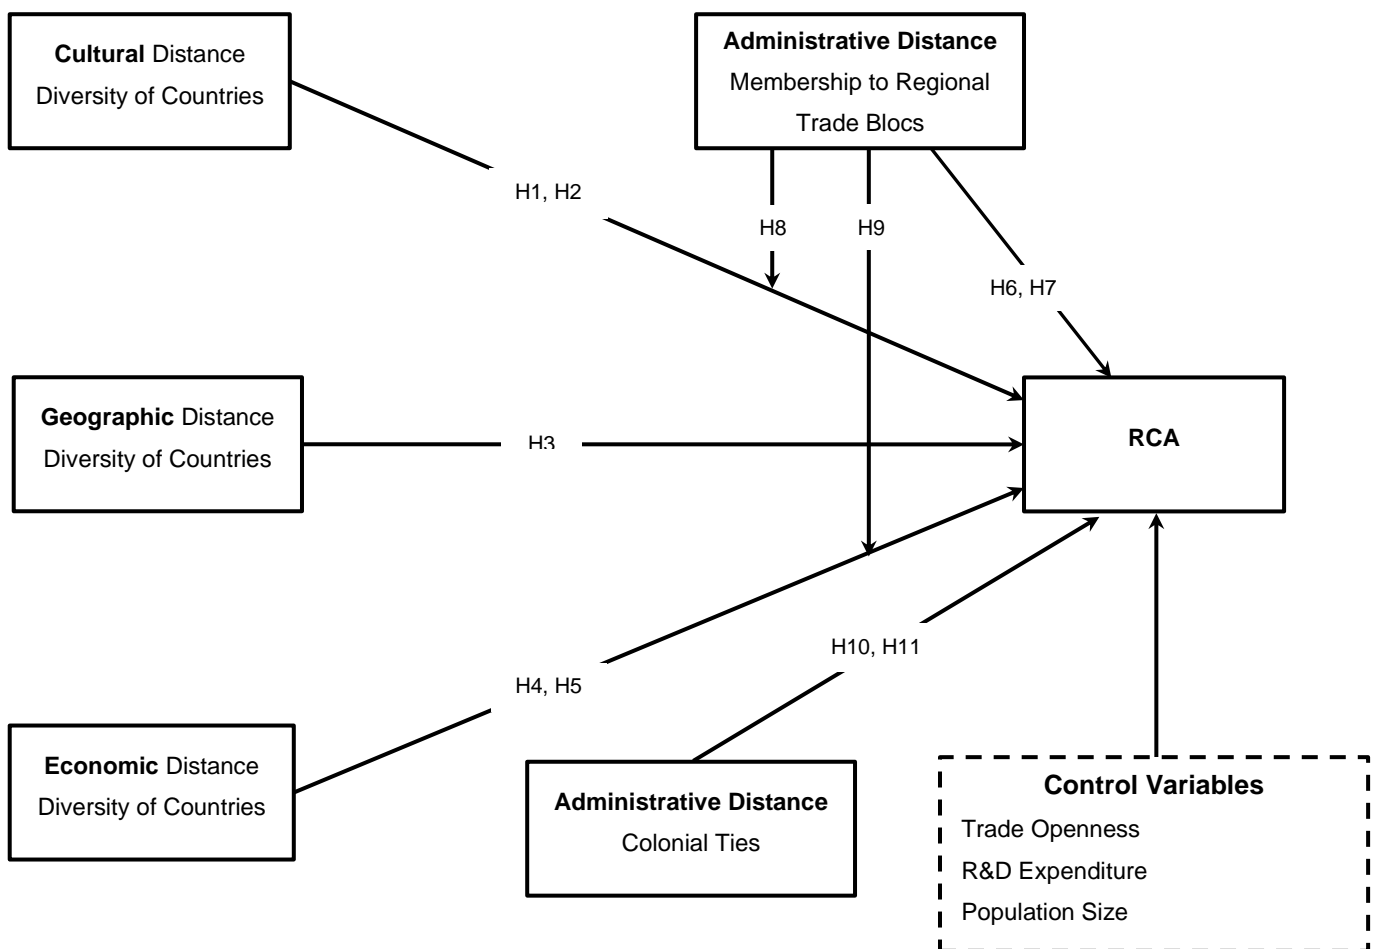 Cultural Distance
Diversity of Countries
Administrative Distance
Membership to Regional
Trade Blocs
H1, H2
H8
H9
H6, H7
Geographic Distance
Diversity of Countries
H3
RCA
H4, H5
H10, H11
Economic Distance
Diversity of Countries
Administrative Distance
Colonial Ties
Control Variables
Trade Openness
R&D Expenditure
Population Size